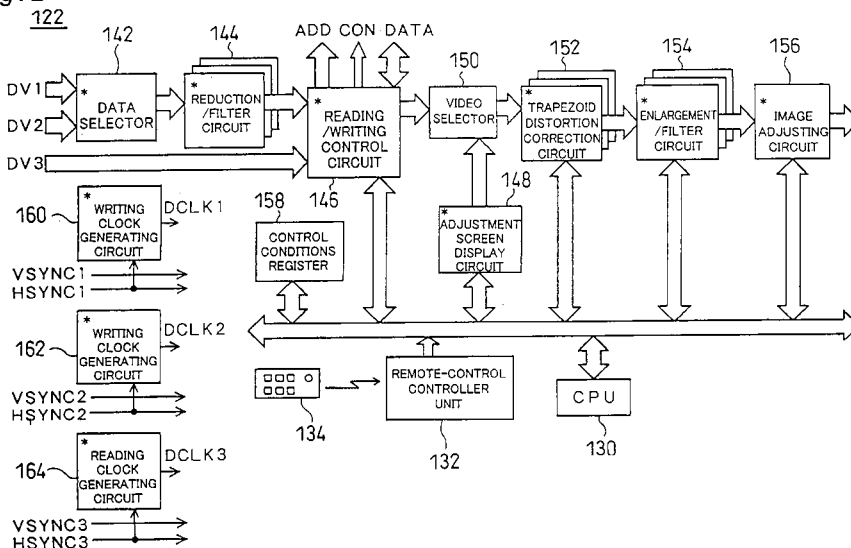 122
142
144
ADD CON DATA
150
152
154
156
DV1
DV2
DV3
*
DATA
SELECTOR
REDUCTION
/FILTER
CIRCUIT
*
READING
/WRITING
CONTROL
CIRCUIT
146
VIDEO
SELECTOR
*
TRAPEZOID
DISTORTION
CORRECTION
CIRCUIT
*
ENLARGEMENT
/FILTER
CIRCUIT
*
IMAGE
ADJUSTING
CIRCUIT
148
*
ADJUSTMENT
SCREEN
DISPLAY
CIRCUIT
158
CONTROL
CONDITIONS
REGISTER
160
*
WRITING
CLOCK
GENERATING
CIRCUIT
DCLK1
VSYNC1
HSYNC1
162
*
WRITING
CLOCK
GENERATING
CIRCUIT
DCLK2
VSYNC2
HSYNC2
164
*
READING
CLOCK
GENERATING
CIRCUIT
DCLK3
VSYNC3
HSYNC3
134
REMOTE-CONTROL
CONTROLLER
UNIT
132
CPU
130